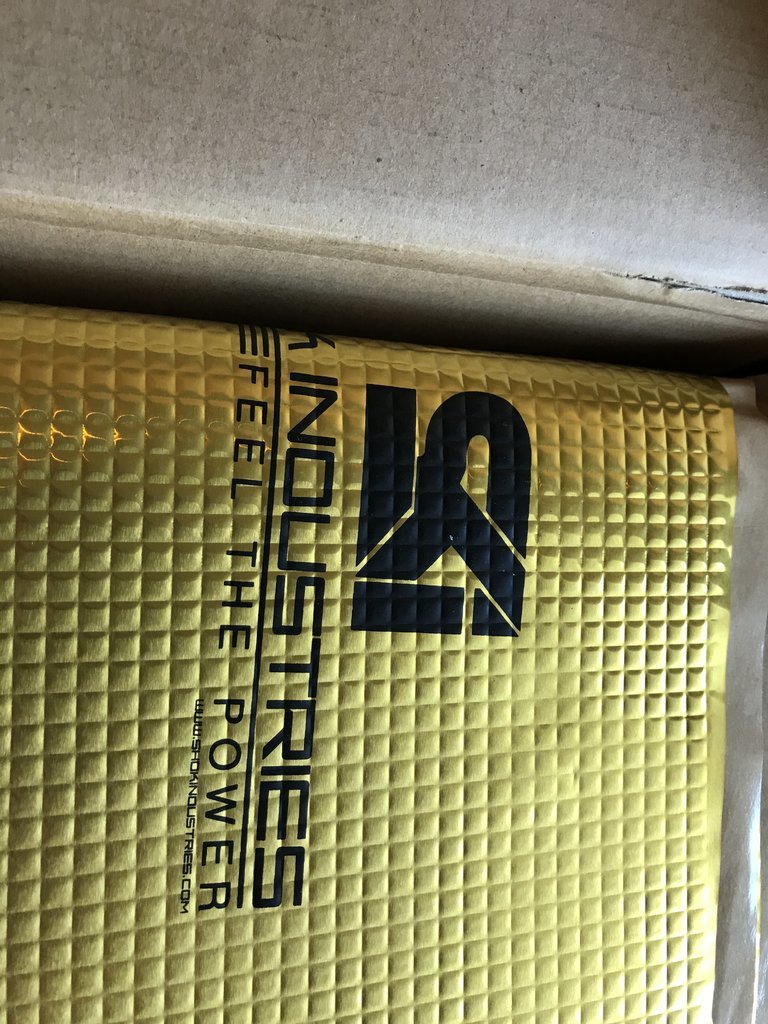 K INDUSTRIES
FEEL THE POWER
www.SHOKINDUSTRIES.COM